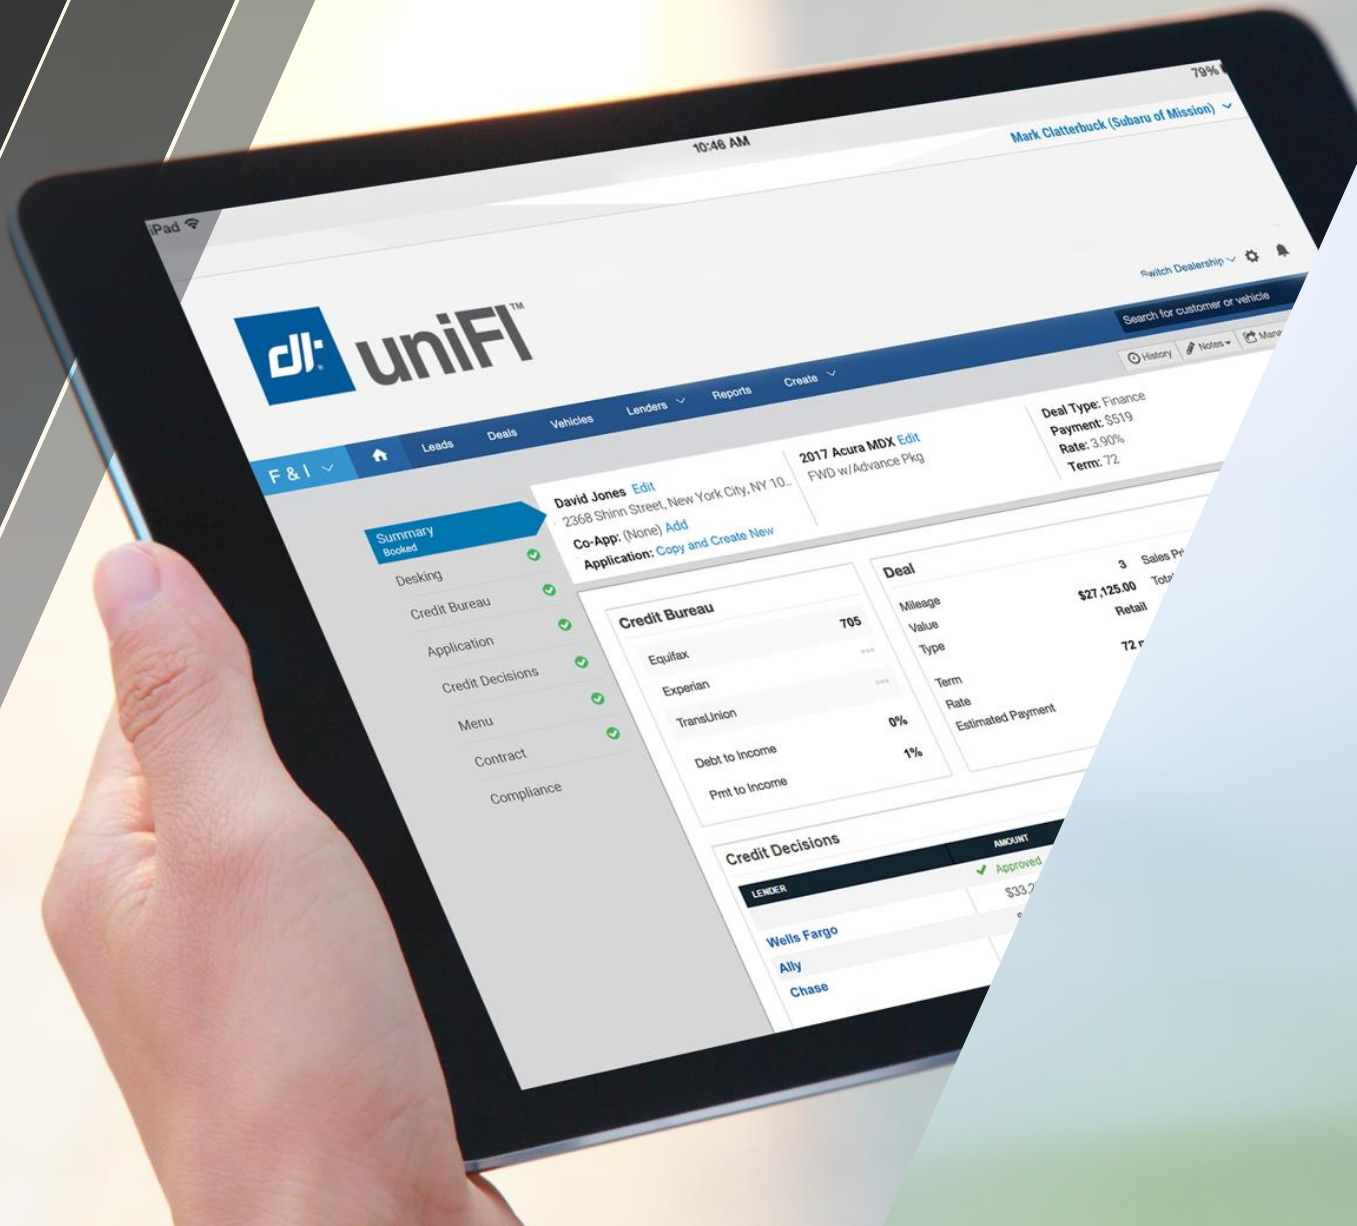 iPad
10:46 AM
79%
Mark Clatterbuck (Subaru of Mission)
dt.
uniFI™
Switch Dealership
Search for customer or vehicle
F & I
Leads
Deals
Vehicles
Lenders
Reports
Create
History
Notes
Summary
Booked
Desking
Credit Bureau
Application
Credit Decisions
Menu
Contract
Compliance
David Jones Edit
2368 Shinn Street, New York City, NY 10..
Co-App: (None) Add
Application: Copy and Create New
2017 Acura MDX Edit
FWD w/Advance Pkg
Deal Type: Finance
Payment: $519
Rate: 3.90%
Term: 72
Credit Bureau
Equifax 705
Experian ---
TransUnion ---
Debt to Income 0%
Pmt to Income 1%
Deal
Mileage 3 Sales
Value $27,125.00
Type Retail
Term 72
Rate
Estimated Payment
Credit Decisions
LENDER AMOUNT
Approved
Wells Fargo
Ally
Chase